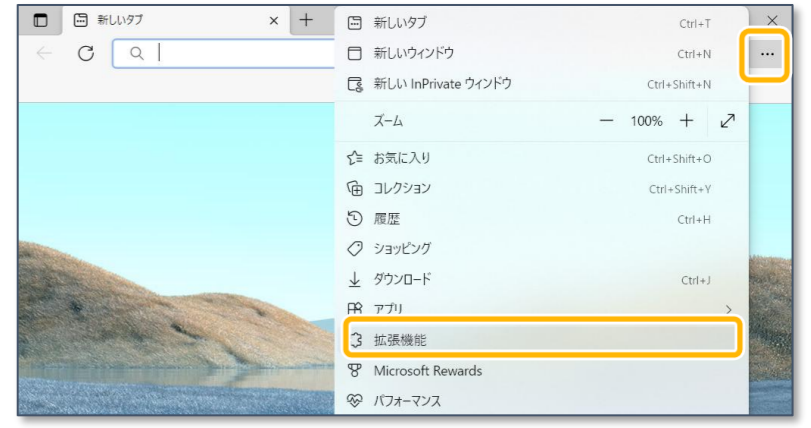 新しいタブ
新しいタブ Ctrl+T
新しいウィンドウ Ctrl+N
新しい InPrivate ウィンドウ Ctrl+Shift+N
ズーム 100%
お気に入り Ctrl+Shift+O
コレクション Ctrl+Shift+Y
履歴 Ctrl+H
ショッピング
ダウンロード Ctrl+J
アプリ
拡張機能
Microsoft Rewards
パフォーマンス